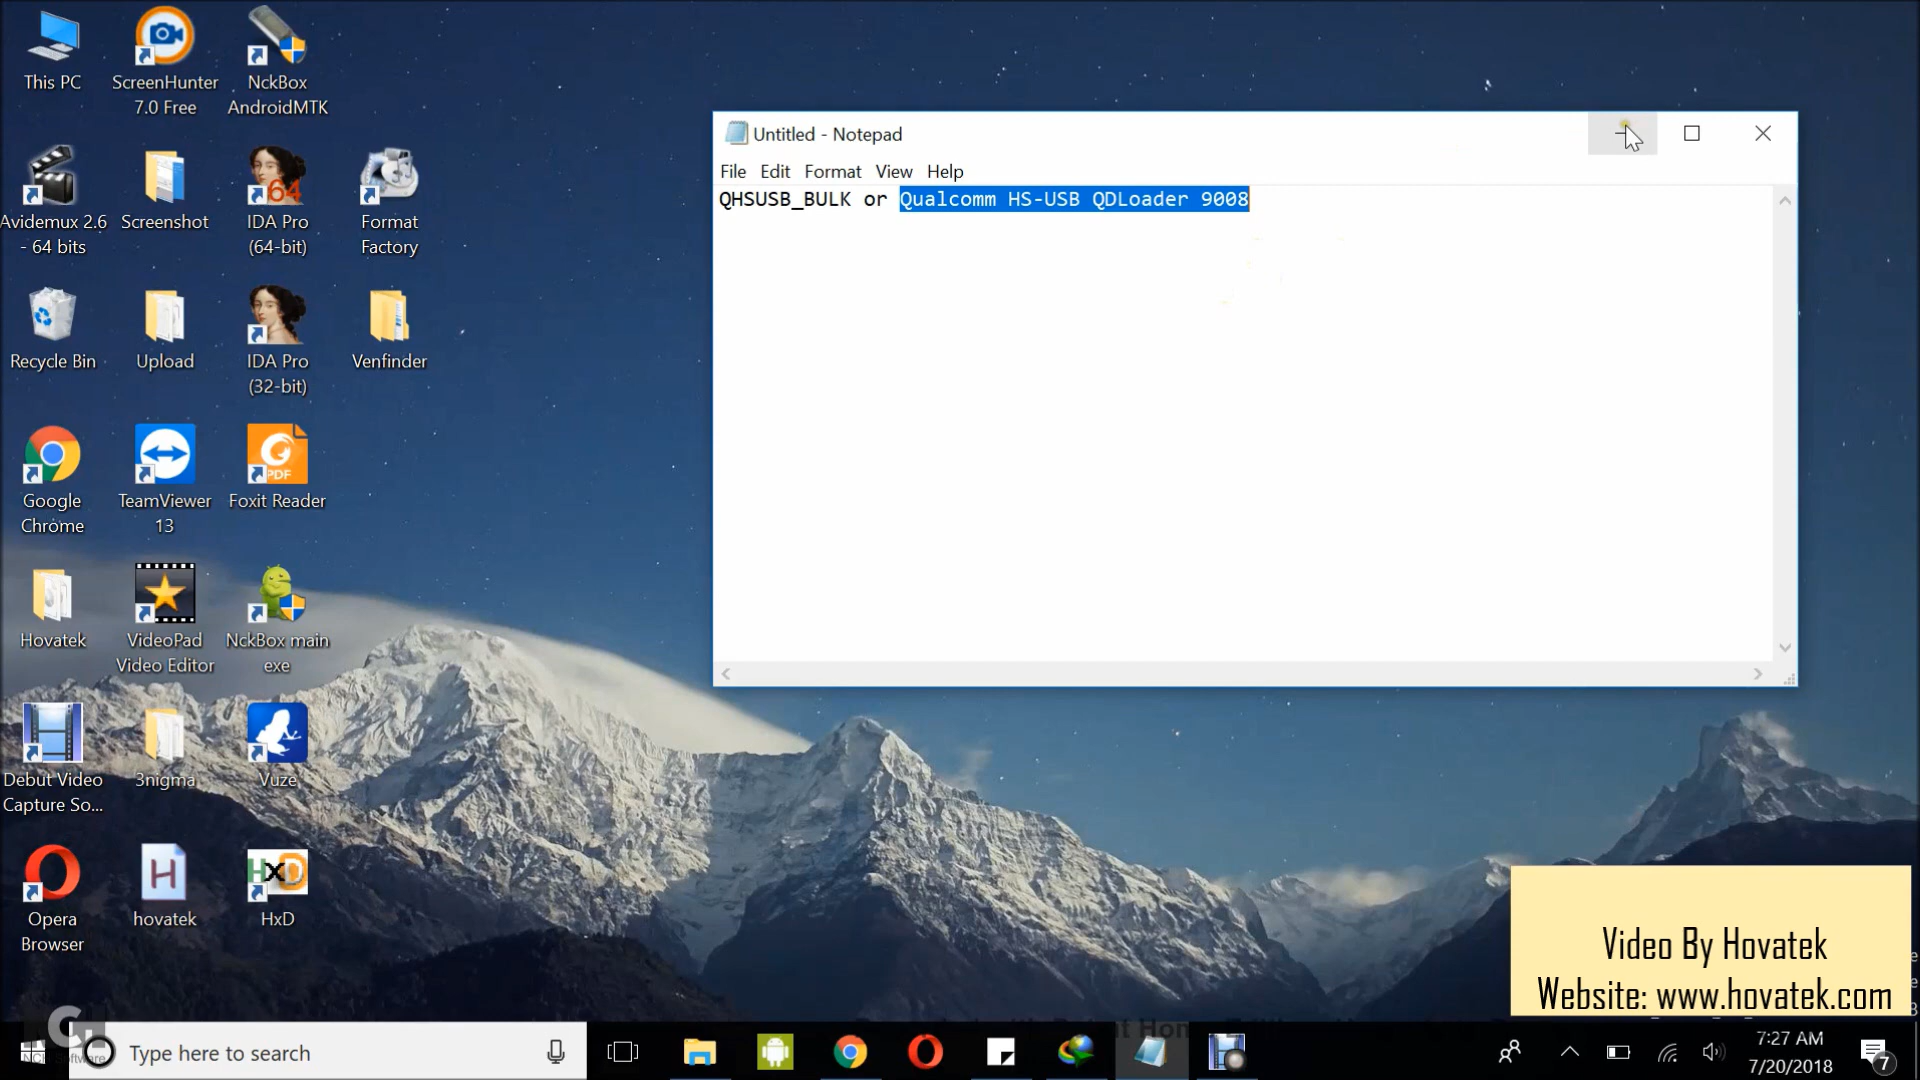 This PC
ScreenHunter
7.0 Free
NckBox
AndroidMTK
Avidemux 2.6
- 64 bits
Screenshot
64
IDA Pro
(64-bit)
Format
Factory
Recycle Bin
Upload
IDA Pro
(32-bit)
Venfinder
Google
Chrome
TeamViewer
13
PDF
Foxit Reader
Hovatek
VideoPad
Video Editor
NckBox main
exe
Debut Video
Capture So...
3nigma
Vuze
Opera
Browser
H
hovatek
HxD
HxD
Untitled - Notepad
File Edit Format View Help
QHSUSB_BULK or Qualcomm HS-USB QDLoader 9008
Video By Hovatek
Website: www.hovatek.com
Type here to search
7:27 AM
7/20/2018
7